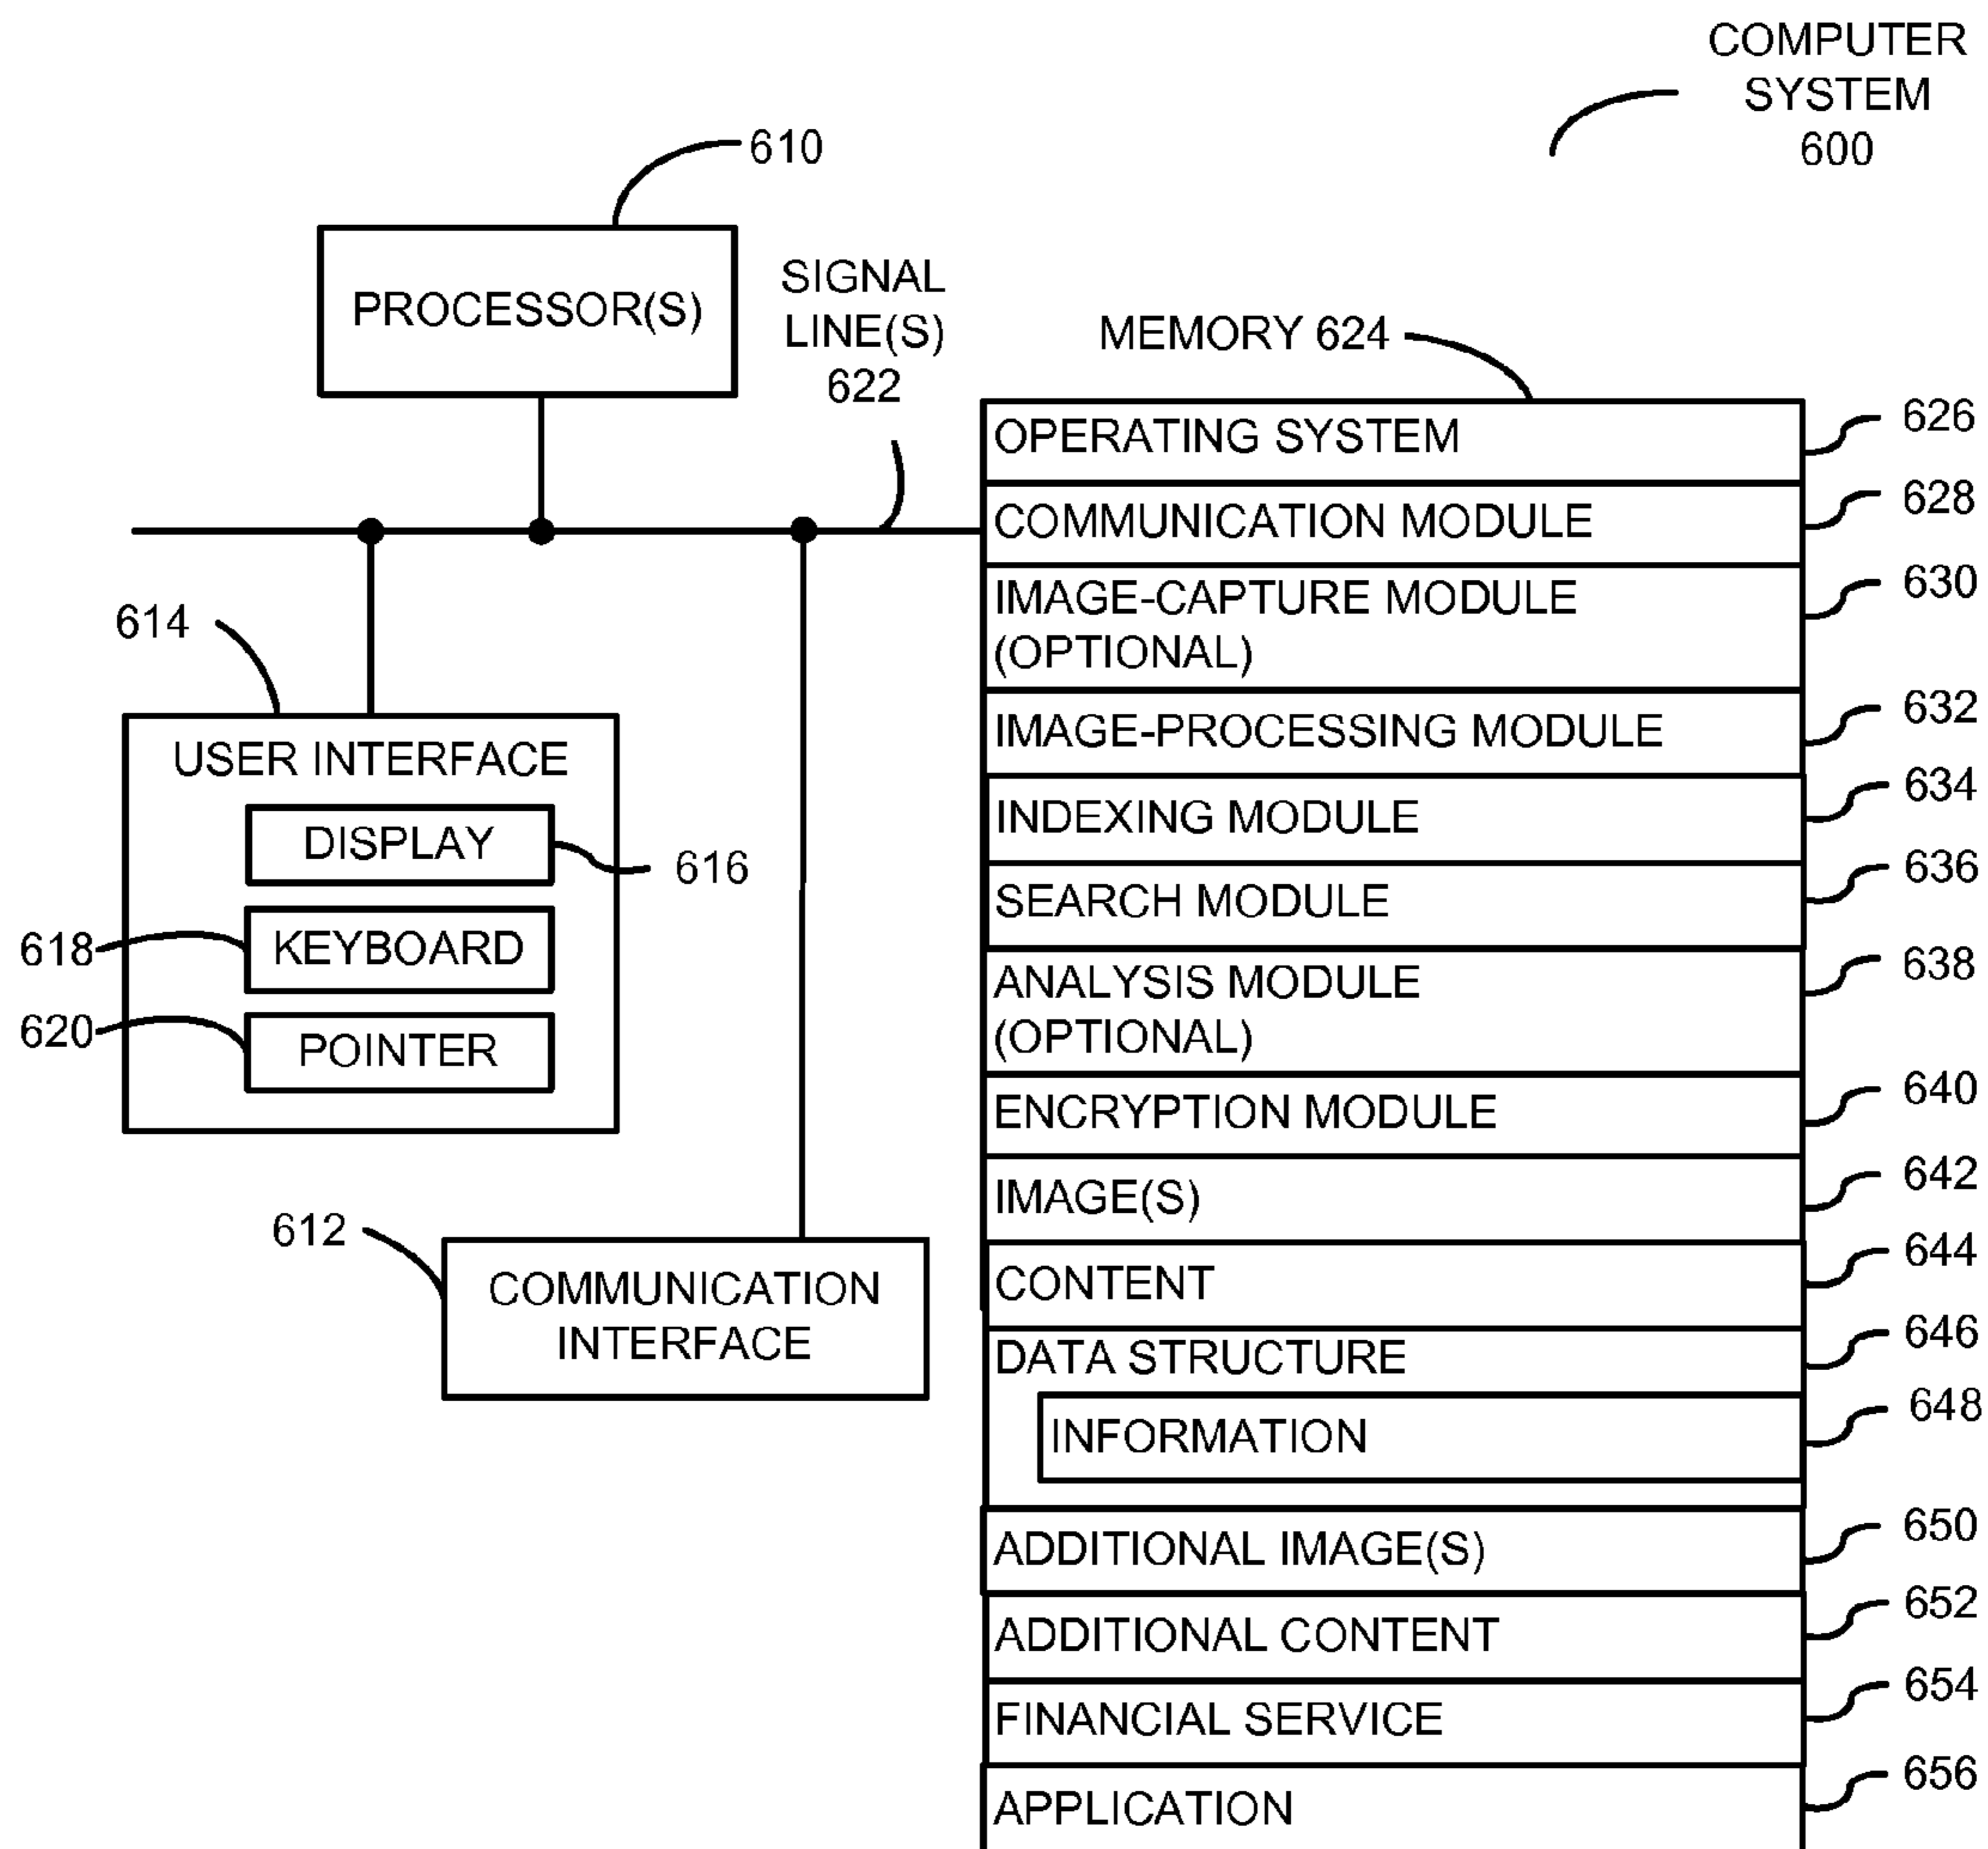 COMPUTER
SYSTEM
600
610
PROCESSOR(S)
SIGNAL
LINE(S)
622
MEMORY 624
OPERATING SYSTEM
626
COMMUNICATION MODULE
628
IMAGE-CAPTURE MODULE
(OPTIONAL)
630
IMAGE-PROCESSING MODULE
632
INDEXING MODULE
634
SEARCH MODULE
636
ANALYSIS MODULE
(OPTIONAL)
638
ENCRYPTION MODULE
640
IMAGE(S)
642
CONTENT
644
DATA STRUCTURE
646
INFORMATION
648
ADDITIONAL IMAGE(S)
650
ADDITIONAL CONTENT
652
FINANCIAL SERVICE
654
APPLICATION
656
614
USER INTERFACE
DISPLAY
616
618
KEYBOARD
620
POINTER
612
COMMUNICATION
INTERFACE